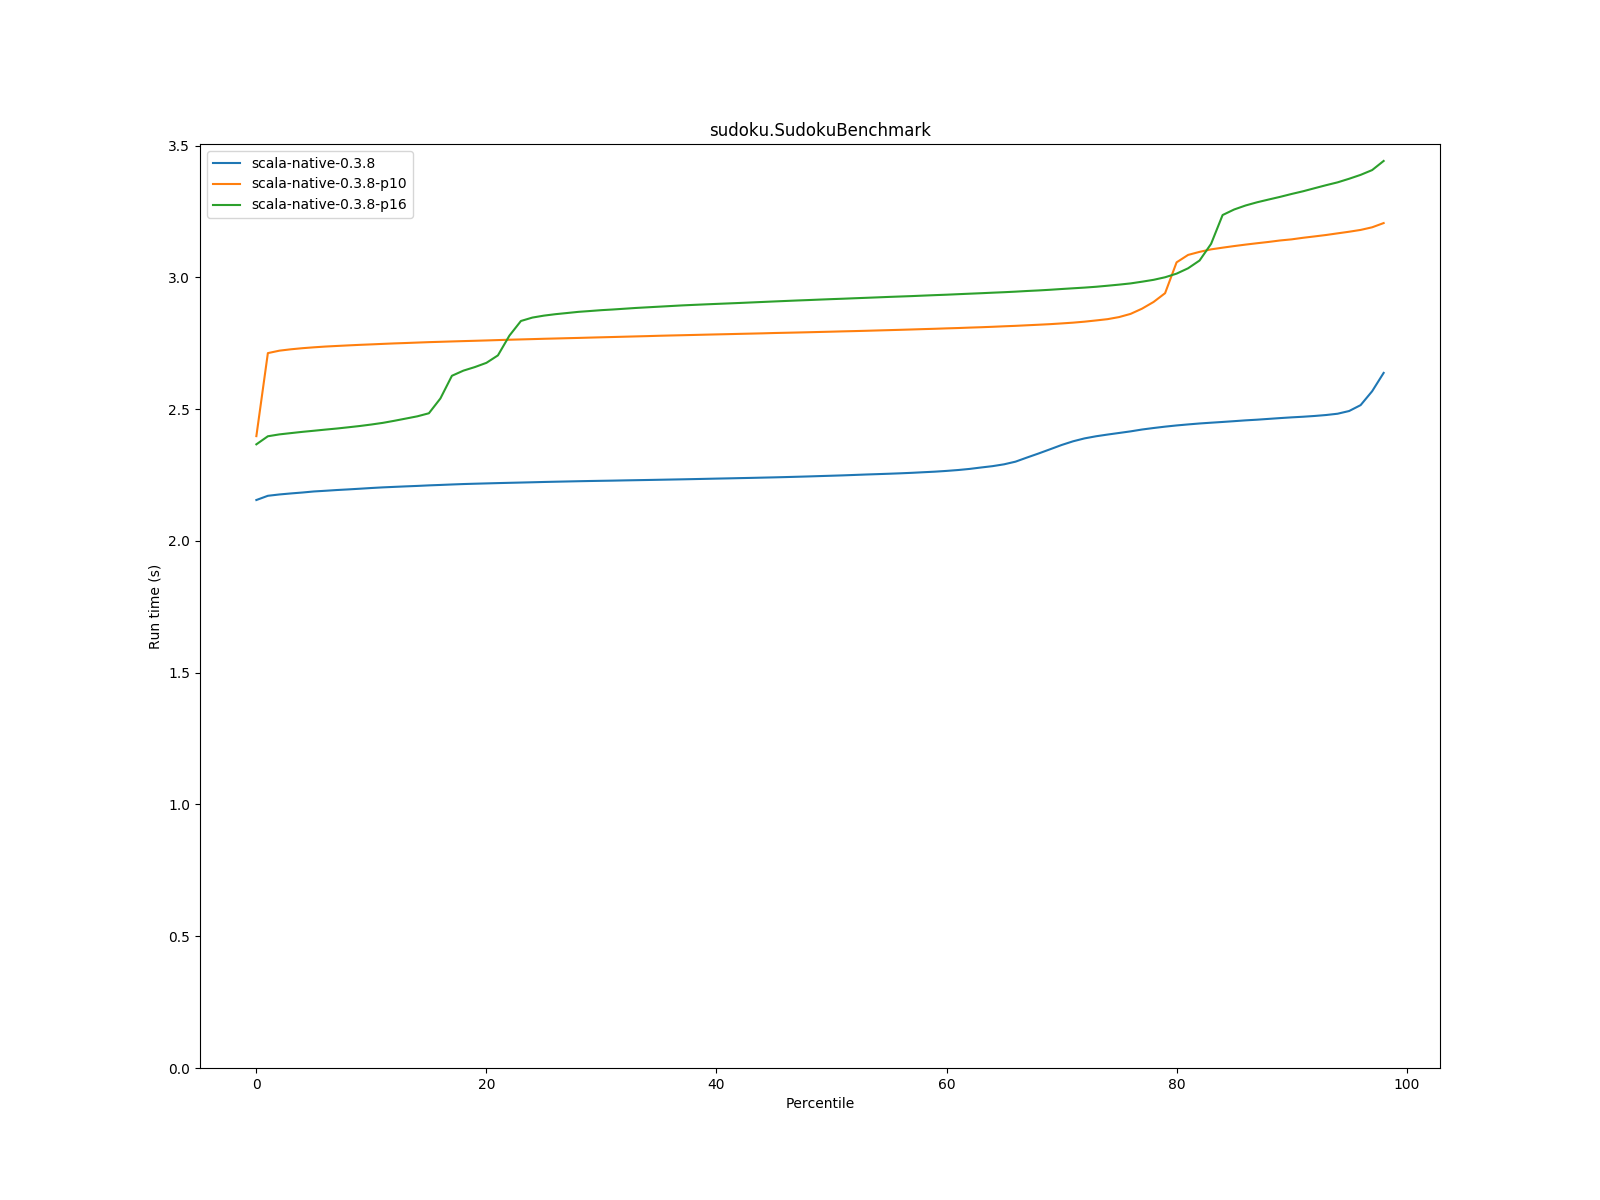 sudoku.SudokuBenchmark
scala-native-0.3.8
scala-native-0.3.8-p10
scala-native-0.3.8-p16
3.5
3.0
2.5
2.0
1.5
1.0
0.5
0.0
Run time (s)
0 20 40 60 80 100
Percentile